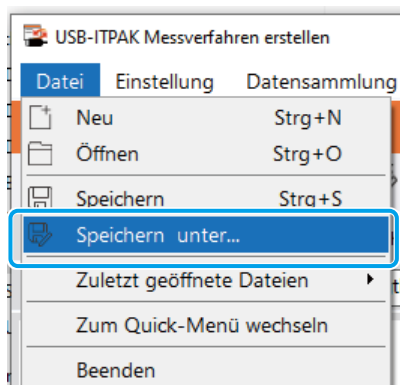 USB-ITPAK Messverfahren erstellen
Datei Einstellung Datensammlung
Neu Strg+N
Öffnen Strg+O
Speichern Strg+S
Speichern unter...
Zuletzt geöffnete Dateien
Zum Quick-Menü wechseln
Beenden